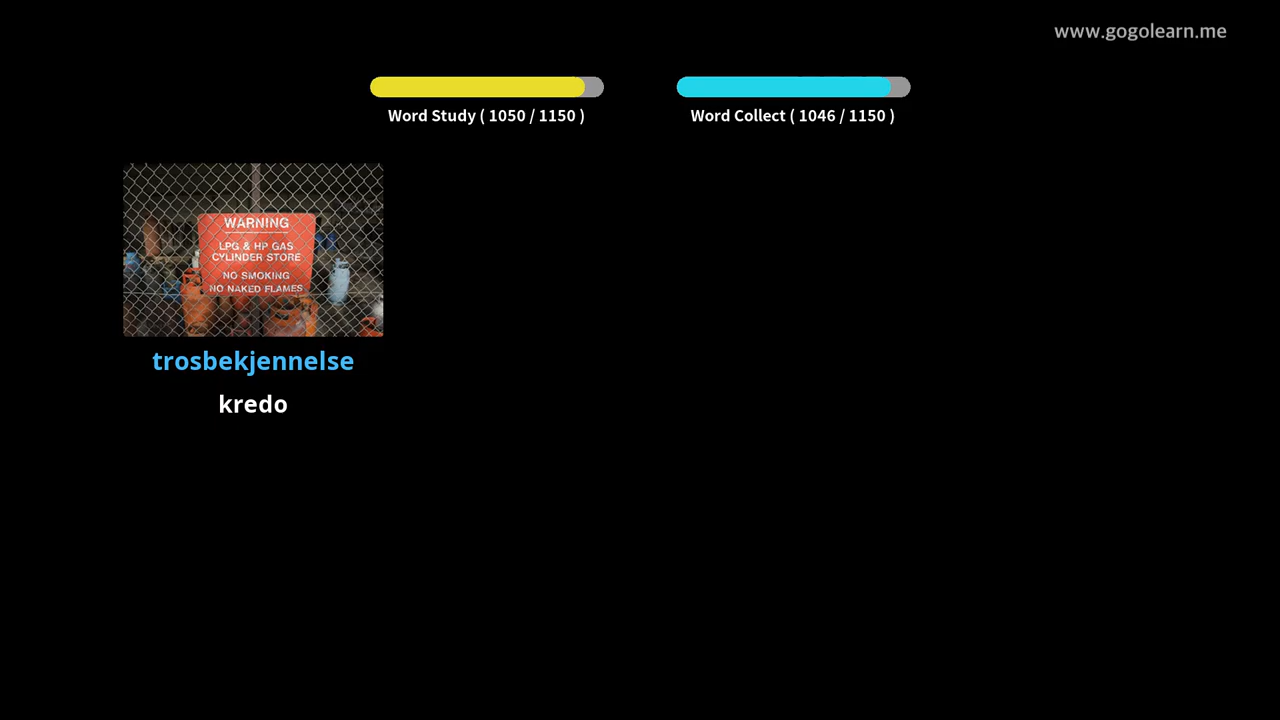 www.gogolearn.me
Word Study ( 1050 / 1150 )
Word Collect ( 1046 / 1150 )
WARNING
LPG & HP GAS
CYLINDER STORE
NO SMOKING
NO NAKED FLAMES
trosbekjennelse
kredo